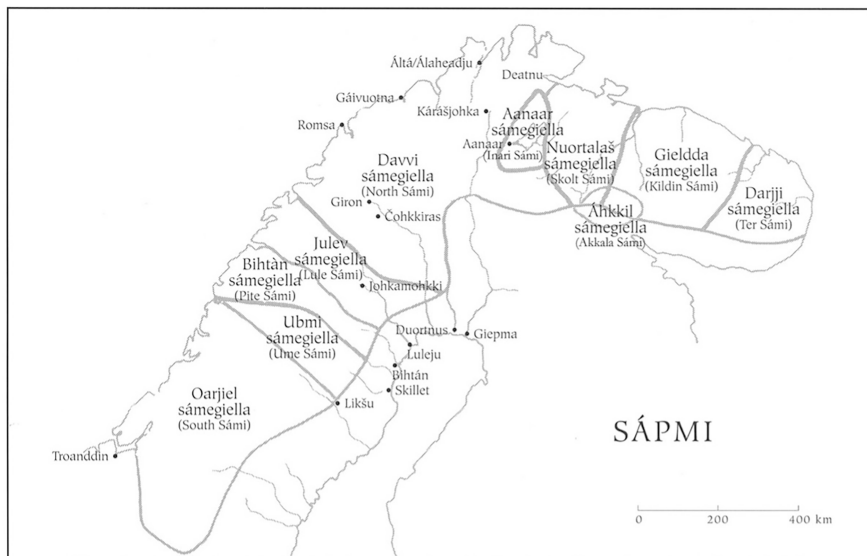 Áltá/Álaheadju
Deatnu
Gáivuotna
Kárášjohka
Romsa
Aanaar
sámegiella
(Inari Sámi)
Aanaar
Nuortalaš
sámegiella
(Skolt Sámi)
Gieldda
sámegiella
(Kildin Sámi)
Darjji
sámegiella
(Ter Sámi)
Áhkkil
sámegiella
(Akkala Sámi)
Davvi
sámegiella
(North Sámi)
Giron
Čohkkiras
Julev
sámegiella
(Lule Sámi)
Johkamohkki
Bihtàn
sámegiella
(Pite Sámi)
Ubmi
sámegiella
(Ume Sámi)
Duortnus
Giepma
Luleju
Bihtán
Skillet
Likšu
Oarjiel
sámegiella
(South Sámi)
Troanddin
SÁPMI
0 200 400 km